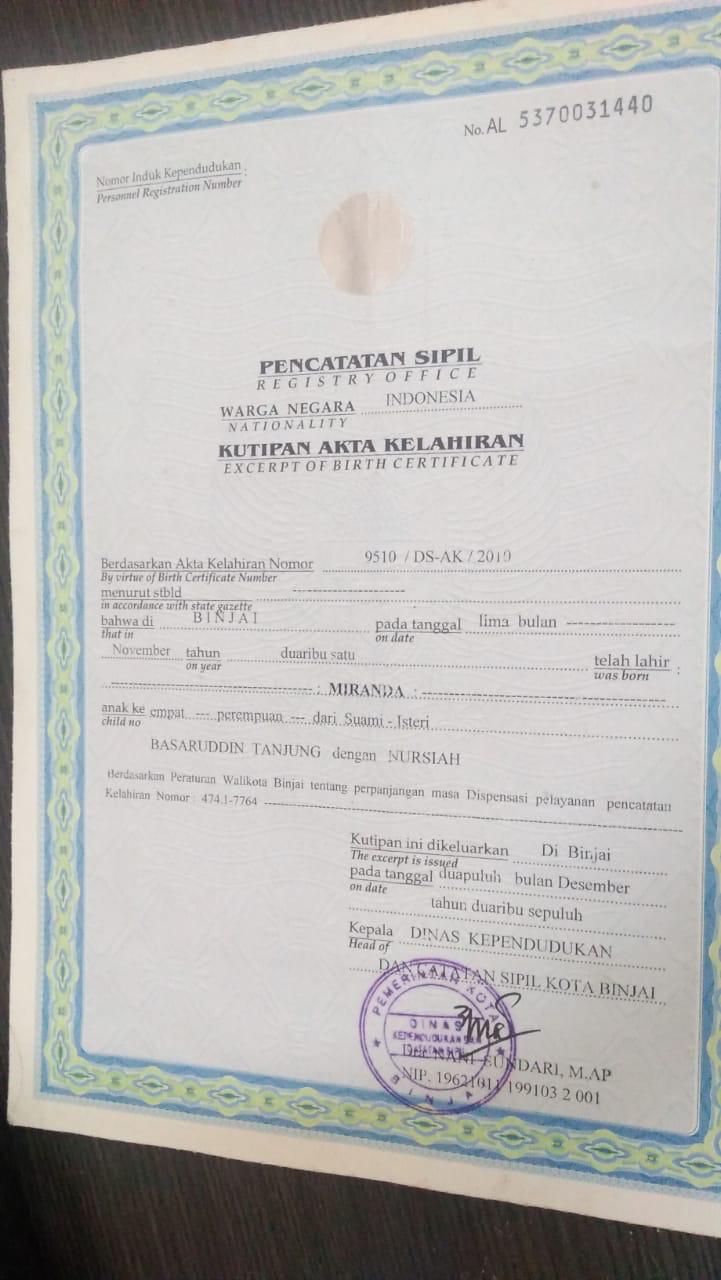 No. AL 5370031440
Nomor Induk Kependudukan :
Personnel Registration Number
PENCATATAN SIPIL
REGISTRY OFFICE
WARGA NEGARA INDONESIA
NATIONALITY
KUTIPAN AKTA KELAHIRAN
EXCERPT OF BIRTH CERTIFICATE
Berdasarkan Akta Kelahiran Nomor 9510 / DS-AK / 2010
By virtue of Birth Certificate Number
menurut stbld --------------------
in accordance with state gazette
bahwa di BINJAI pada tanggal lima bulan --------------------
that in on date
November tahun duaribu satu telah lahir :
on year was born
-------------------- : MIRANDA : --------------------
anak ke empat --- perempuan --- dari Suami - Isteri
child no
BASARUDDIN TANJUNG dengan NURSIAH
Berdasarkan Peraturan Walikota Binjai tentang perpanjangan masa Dispensasi pelayanan pencatatan
Kelahiran Nomor : 474.1-7764 --------------------
Kutipan ini dikeluarkan Di Binjai
The excerpt is issued
pada tanggal duapuluh bulan Desember
on date
tahun duaribu sepuluh
Kepala DINAS KEPENDUDUKAN
Head of
DAN CATATAN SIPIL KOTA BINJAI
PEMERINTAH KOTA
DINAS
KEPENDUDUKAN DAN
CATATAN SIPIL
BINJAI
NANI SUNDARI, M.AP
NIP. 19621011 199103 2 001